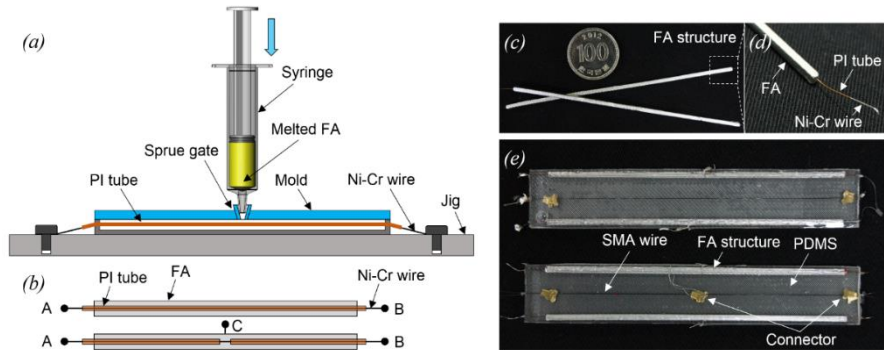 (a)
Syringe
Melted FA
Sprue gate
PI tube
Mold
Ni-Cr wire
Jig
(b)
PI tube
FA
Ni-Cr wire
A
B
C
A
B
(c)
2012
100
FA structure
(d)
FA
PI tube
Ni-Cr wire
(e)
SMA wire
FA structure
PDMS
Connector